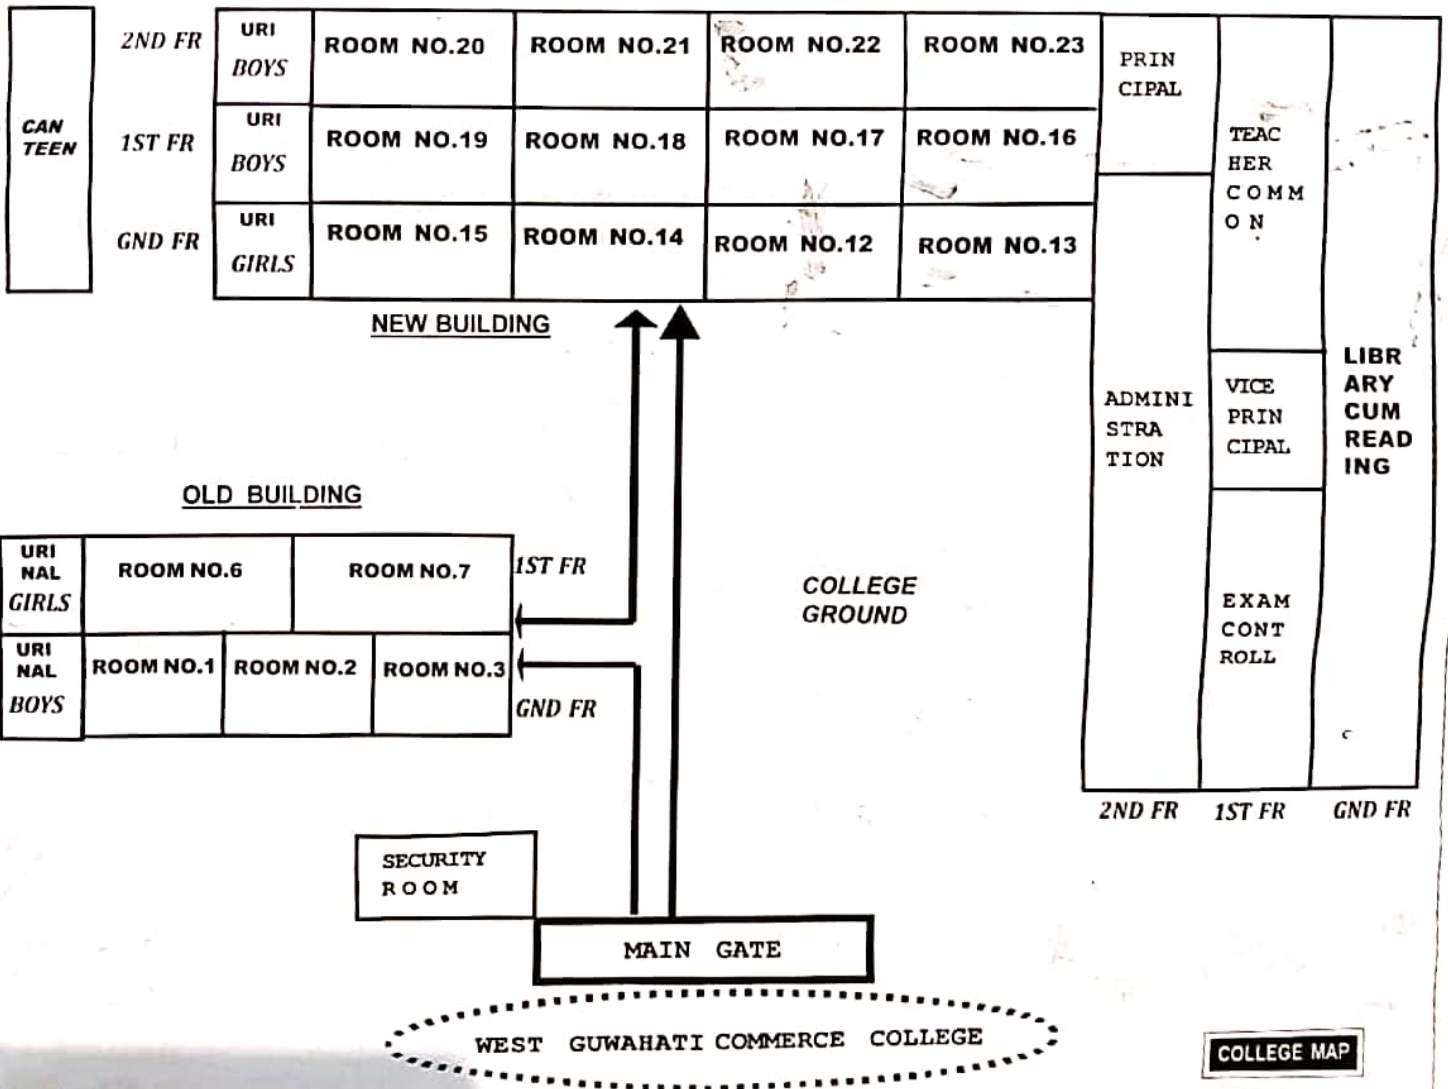 CAN
TEEN
2ND FR
URI
BOYS
ROOM NO.20
ROOM NO.21
ROOM NO.22
ROOM NO.23
1ST FR
URI
BOYS
ROOM NO.19
ROOM NO.18
ROOM NO.17
ROOM NO.16
GND FR
URI
GIRLS
ROOM NO.15
ROOM NO.14
ROOM NO.12
ROOM NO.13
NEW BUILDING
PRIN
CIPAL
ADMINI
STRA
TION
2ND FR
TEAC
HER
COMM
ON
VICE
PRIN
CIPAL
EXAM
CONT
ROLL
1ST FR
LIBR
ARY
CUM
READ
ING
GND FR
OLD BUILDING
URI
NAL
GIRLS
ROOM NO.6
ROOM NO.7
1ST FR
URI
NAL
BOYS
ROOM NO.1
ROOM NO.2
ROOM NO.3
GND FR
COLLEGE
GROUND
SECURITY
ROOM
MAIN GATE
WEST GUWAHATI COMMERCE COLLEGE
COLLEGE MAP